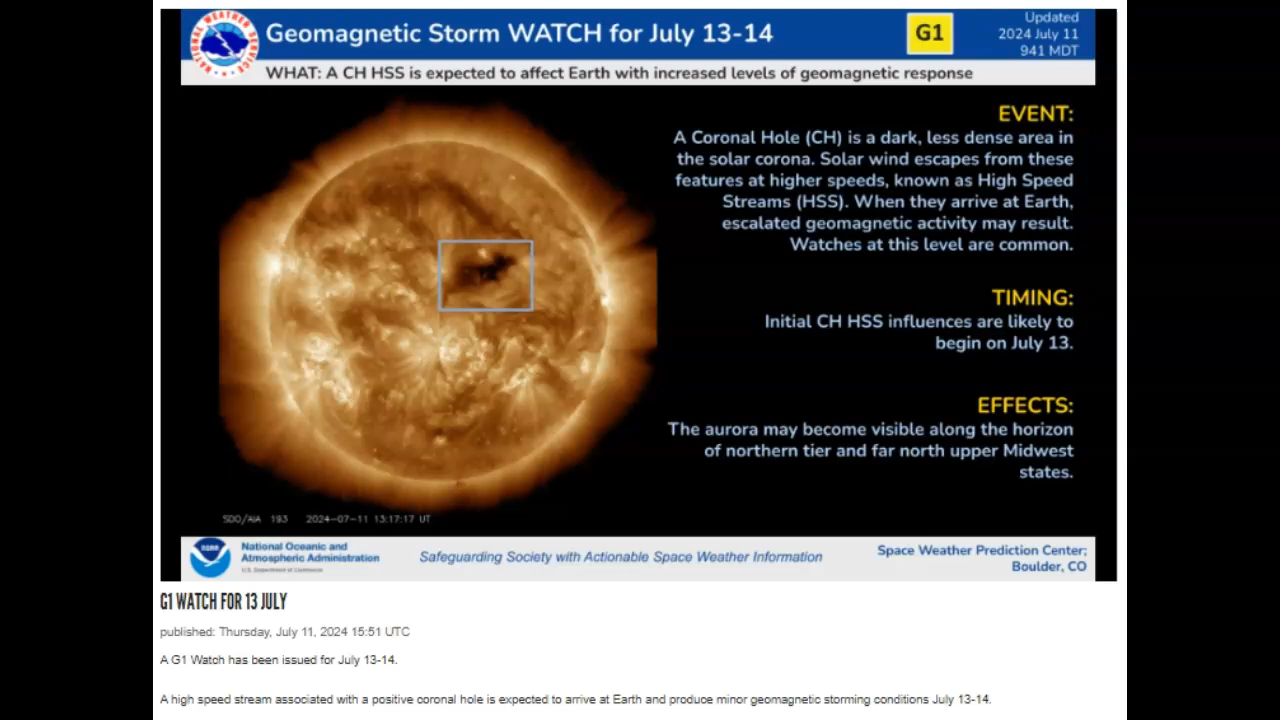 NATIONAL WEATHER SERVICE
Geomagnetic Storm WATCH for July 13-14
G1
Updated
2024 July 11
941 MDT
WHAT: A CH HSS is expected to affect Earth with increased levels of geomagnetic response
EVENT:
A Coronal Hole (CH) is a dark, less dense area in
the solar corona. Solar wind escapes from these
features at higher speeds, known as High Speed
Streams (HSS). When they arrive at Earth,
escalated geomagnetic activity may result.
Watches at this level are common.
TIMING:
Initial CH HSS influences are likely to
begin on July 13.
EFFECTS:
The aurora may become visible along the horizon
of northern tier and far north upper Midwest
states.
SDO/AIA 193 2024-07-11 13:17:17 UT
NOAA
National Oceanic and
Atmospheric Administration
U.S. Department of Commerce
Safeguarding Society with Actionable Space Weather Information
Space Weather Prediction Center;
Boulder, CO
G1 WATCH FOR 13 JULY
published: Thursday, July 11, 2024 15:51 UTC
A G1 Watch has been issued for July 13-14.
A high speed stream associated with a positive coronal hole is expected to arrive at Earth and produce minor geomagnetic storming conditions July 13-14.